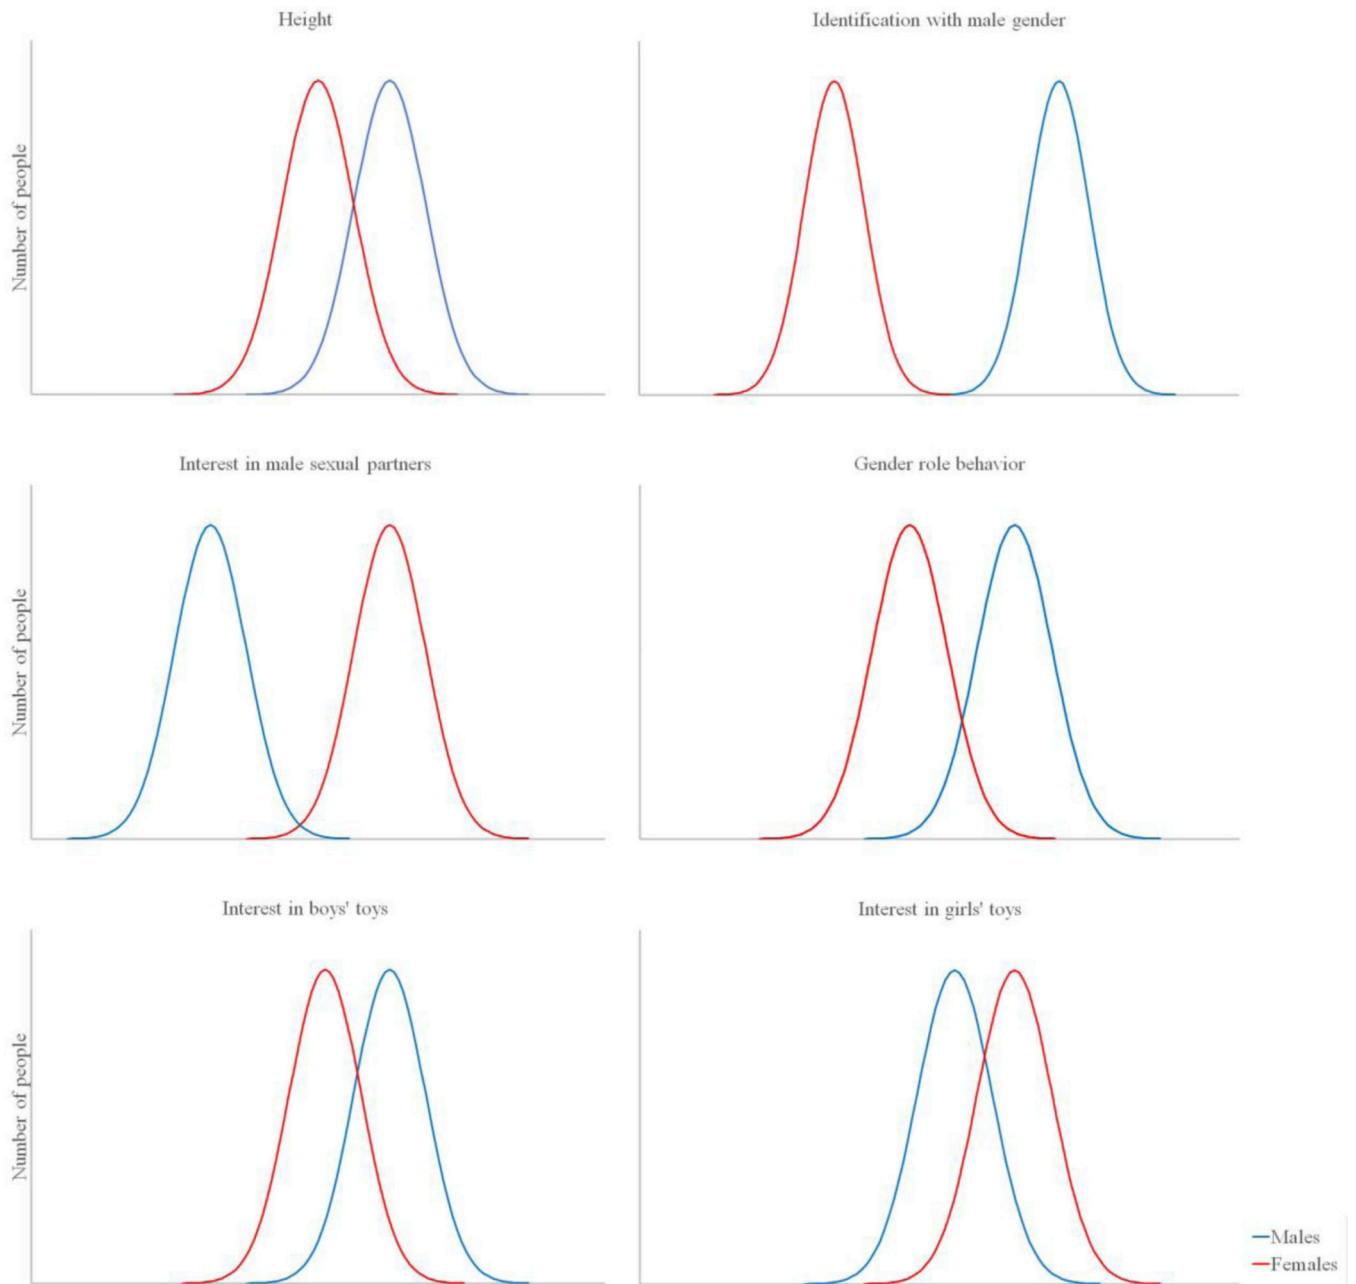 Height
Identification with male gender
Number of people
Interest in male sexual partners
Gender role behavior
Number of people
Interest in boys' toys
Interest in girls' toys
Number of people
Males
Females